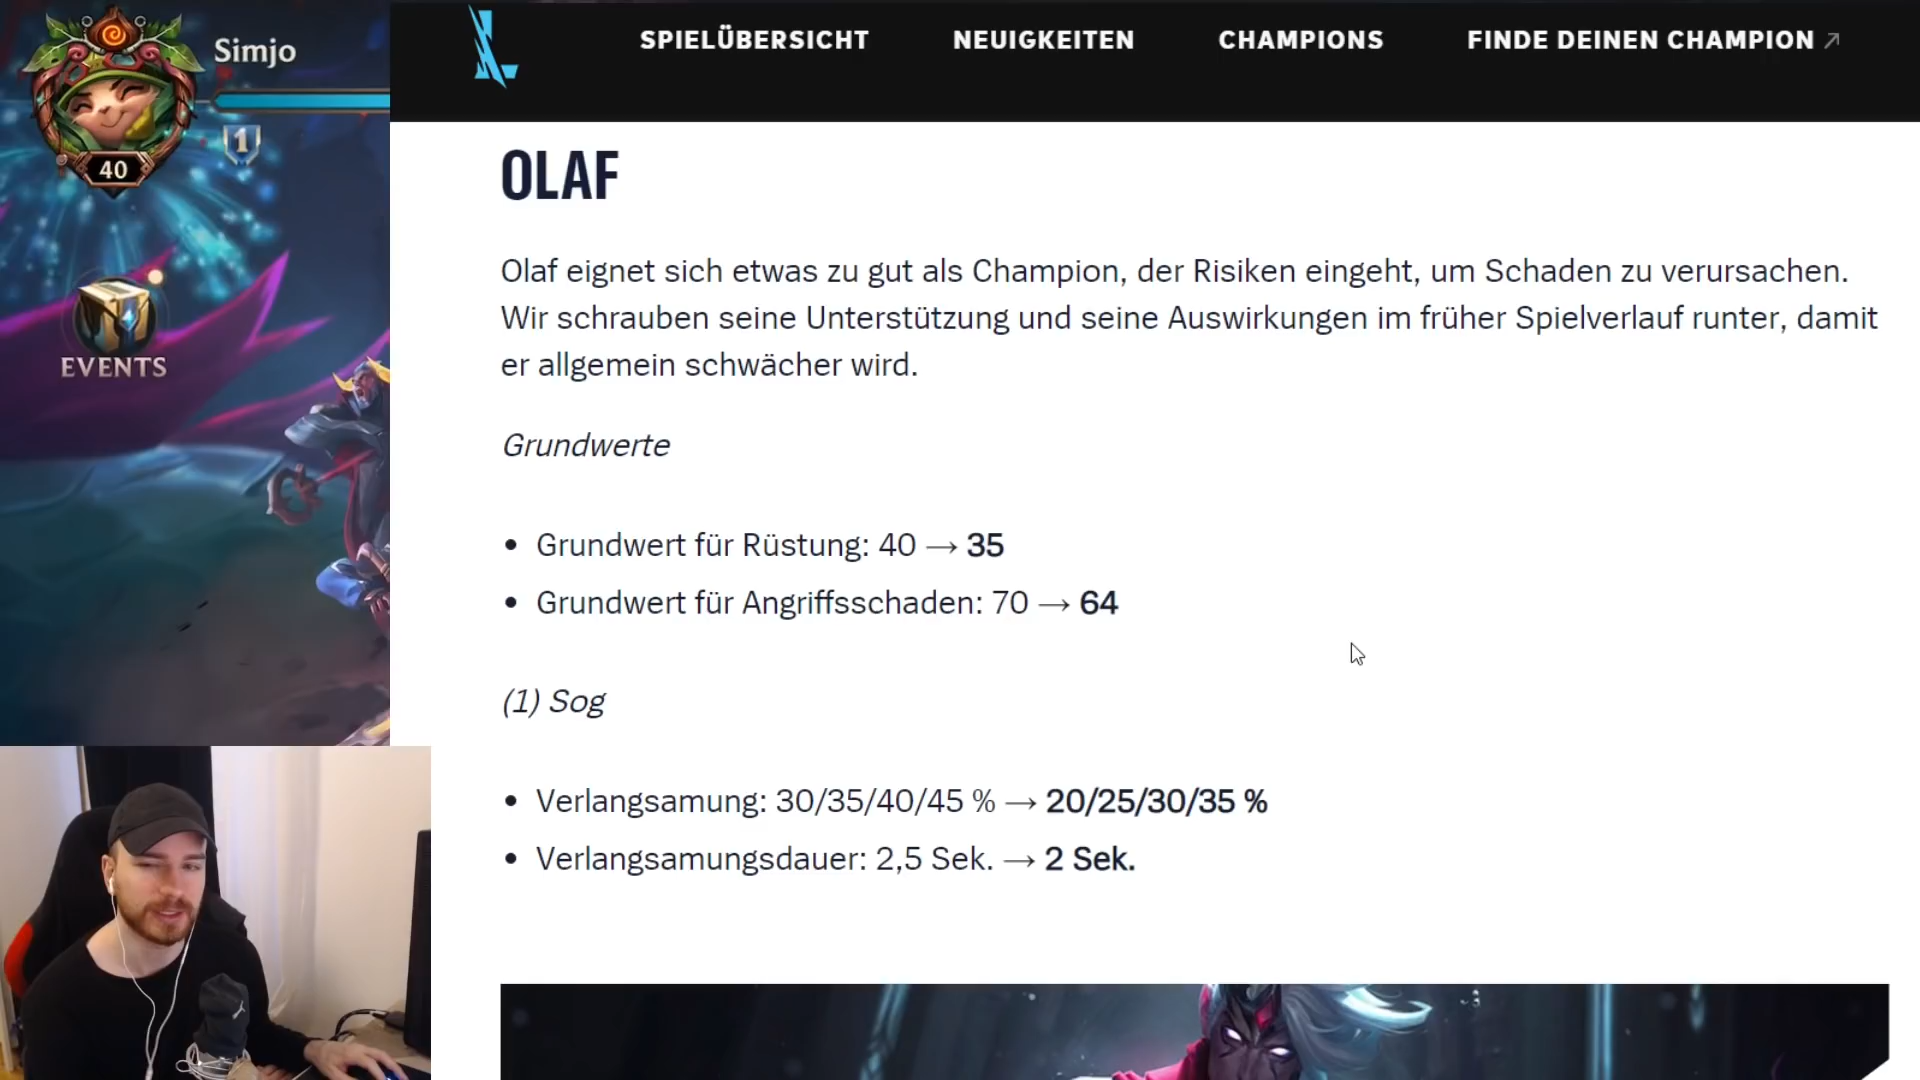 Simjo
1
40
EVENTS
SPIELÜBERSICHT NEUIGKEITEN CHAMPIONS FINDE DEINEN CHAMPION ↗
OLAF
Olaf eignet sich etwas zu gut als Champion, der Risiken eingeht, um Schaden zu verursachen.
Wir schrauben seine Unterstützung und seine Auswirkungen im früher Spielverlauf runter, damit
er allgemein schwächer wird.
Grundwerte
• Grundwert für Rüstung: 40 → 35
• Grundwert für Angriffsschaden: 70 → 64
(1) Sog
• Verlangsamung: 30/35/40/45 % → 20/25/30/35 %
• Verlangsamungsdauer: 2,5 Sek. → 2 Sek.